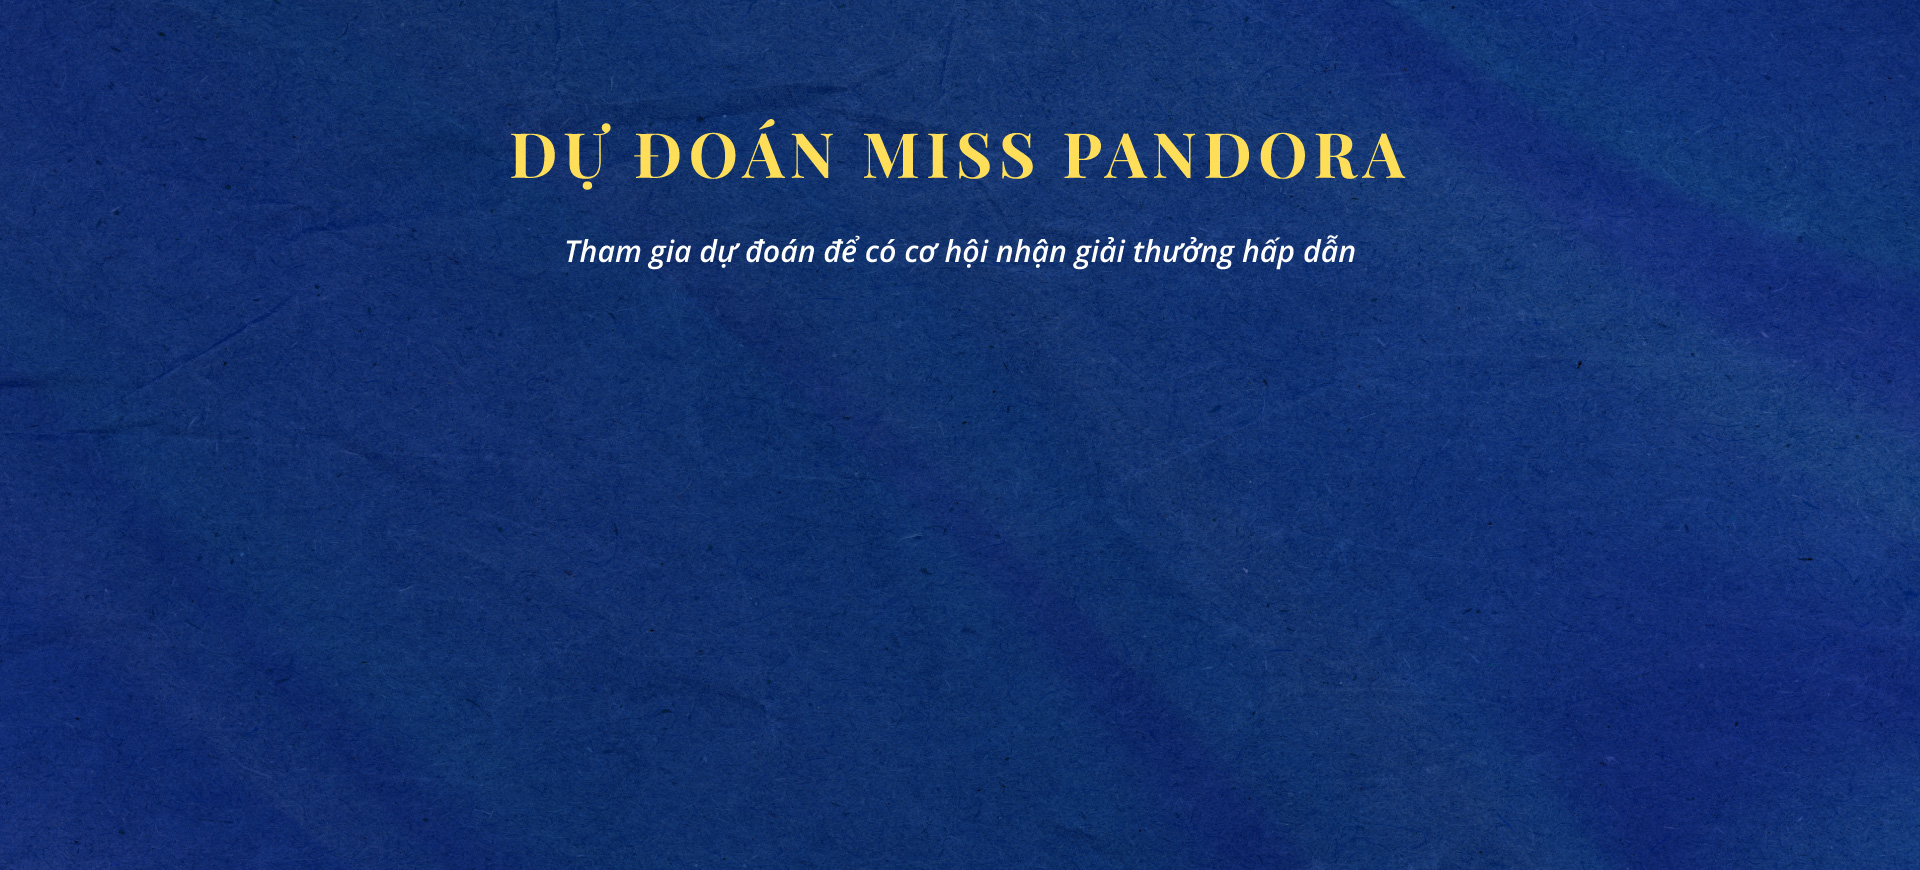 DỰ ĐOÁN MISS PANDORA
Tham gia dự đoán để có cơ hội nhận giải thưởng hấp dẫn